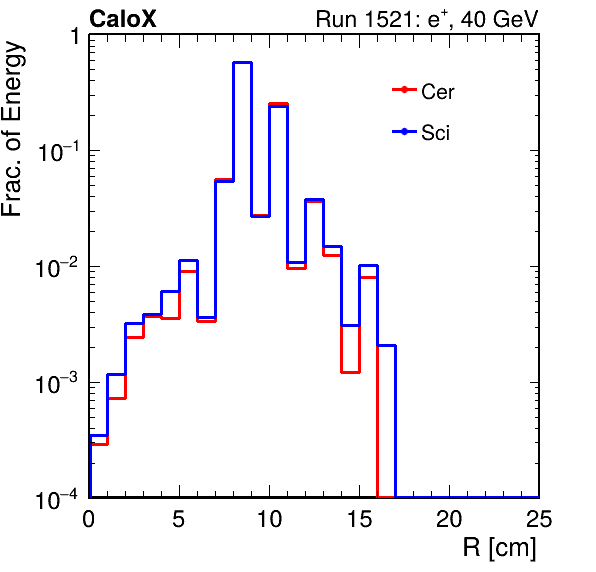 CaloX Run 1521: e⁺, 40 GeV
Frac. of Energy
1
10⁻¹
10⁻²
10⁻³
10⁻⁴
Cer
Sci
0 5 10 15 20 25
R [cm]